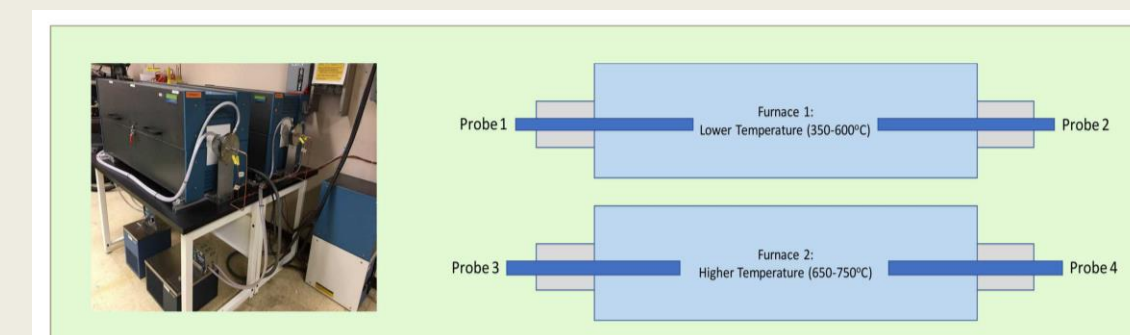 Probe 1
Furnace 1:
Lower Temperature (350-600°C)
Probe 2
Probe 3
Furnace 2:
Higher Temperature (650-750°C)
Probe 4